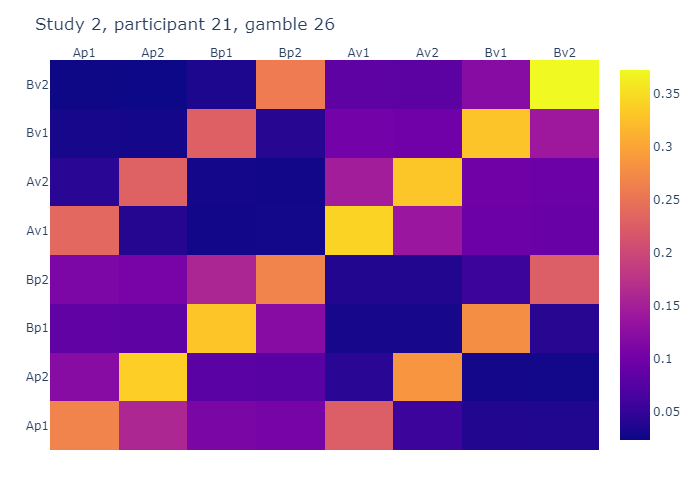 Study 2, participant 21, gamble 26
Ap1 Ap2 Bp1 Bp2 Av1 Av2 Bv1 Bv2
Bv2
Bv1
Av2
Av1
Bp2
Bp1
Ap2
Ap1
0.35
0.3
0.25
0.2
0.15
0.1
0.05